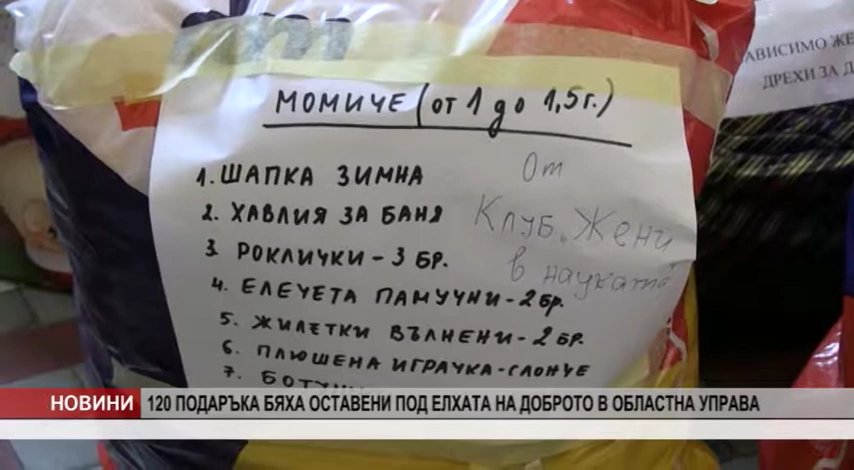 dm
МОМИЧЕ (от 1 до 1,5г.)
1. ШАПКА ЗИМНА
2. ХАВЛИЯ ЗА БАНЯ
3. РОКЛИЧКИ - 3 БР.
4. ЕЛЕЧЕТА ПАМУЧНИ - 2 бр.
5. ЖИЛЕТКИ ВЪЛНЕНИ - 2 БР.
6. ПЛЮШЕНА ИГРАЧКА - СЛОНЧЕ
7.
От
Клуб „Жени
в науката"
ЖЕ
ДРЕХИ ЗА
НОВИНИ
120 ПОДАРЪКА БЯХА ОСТАВЕНИ ПОД ЕЛХАТА НА ДОБРОТО В ОБЛАСТНА УПРАВА